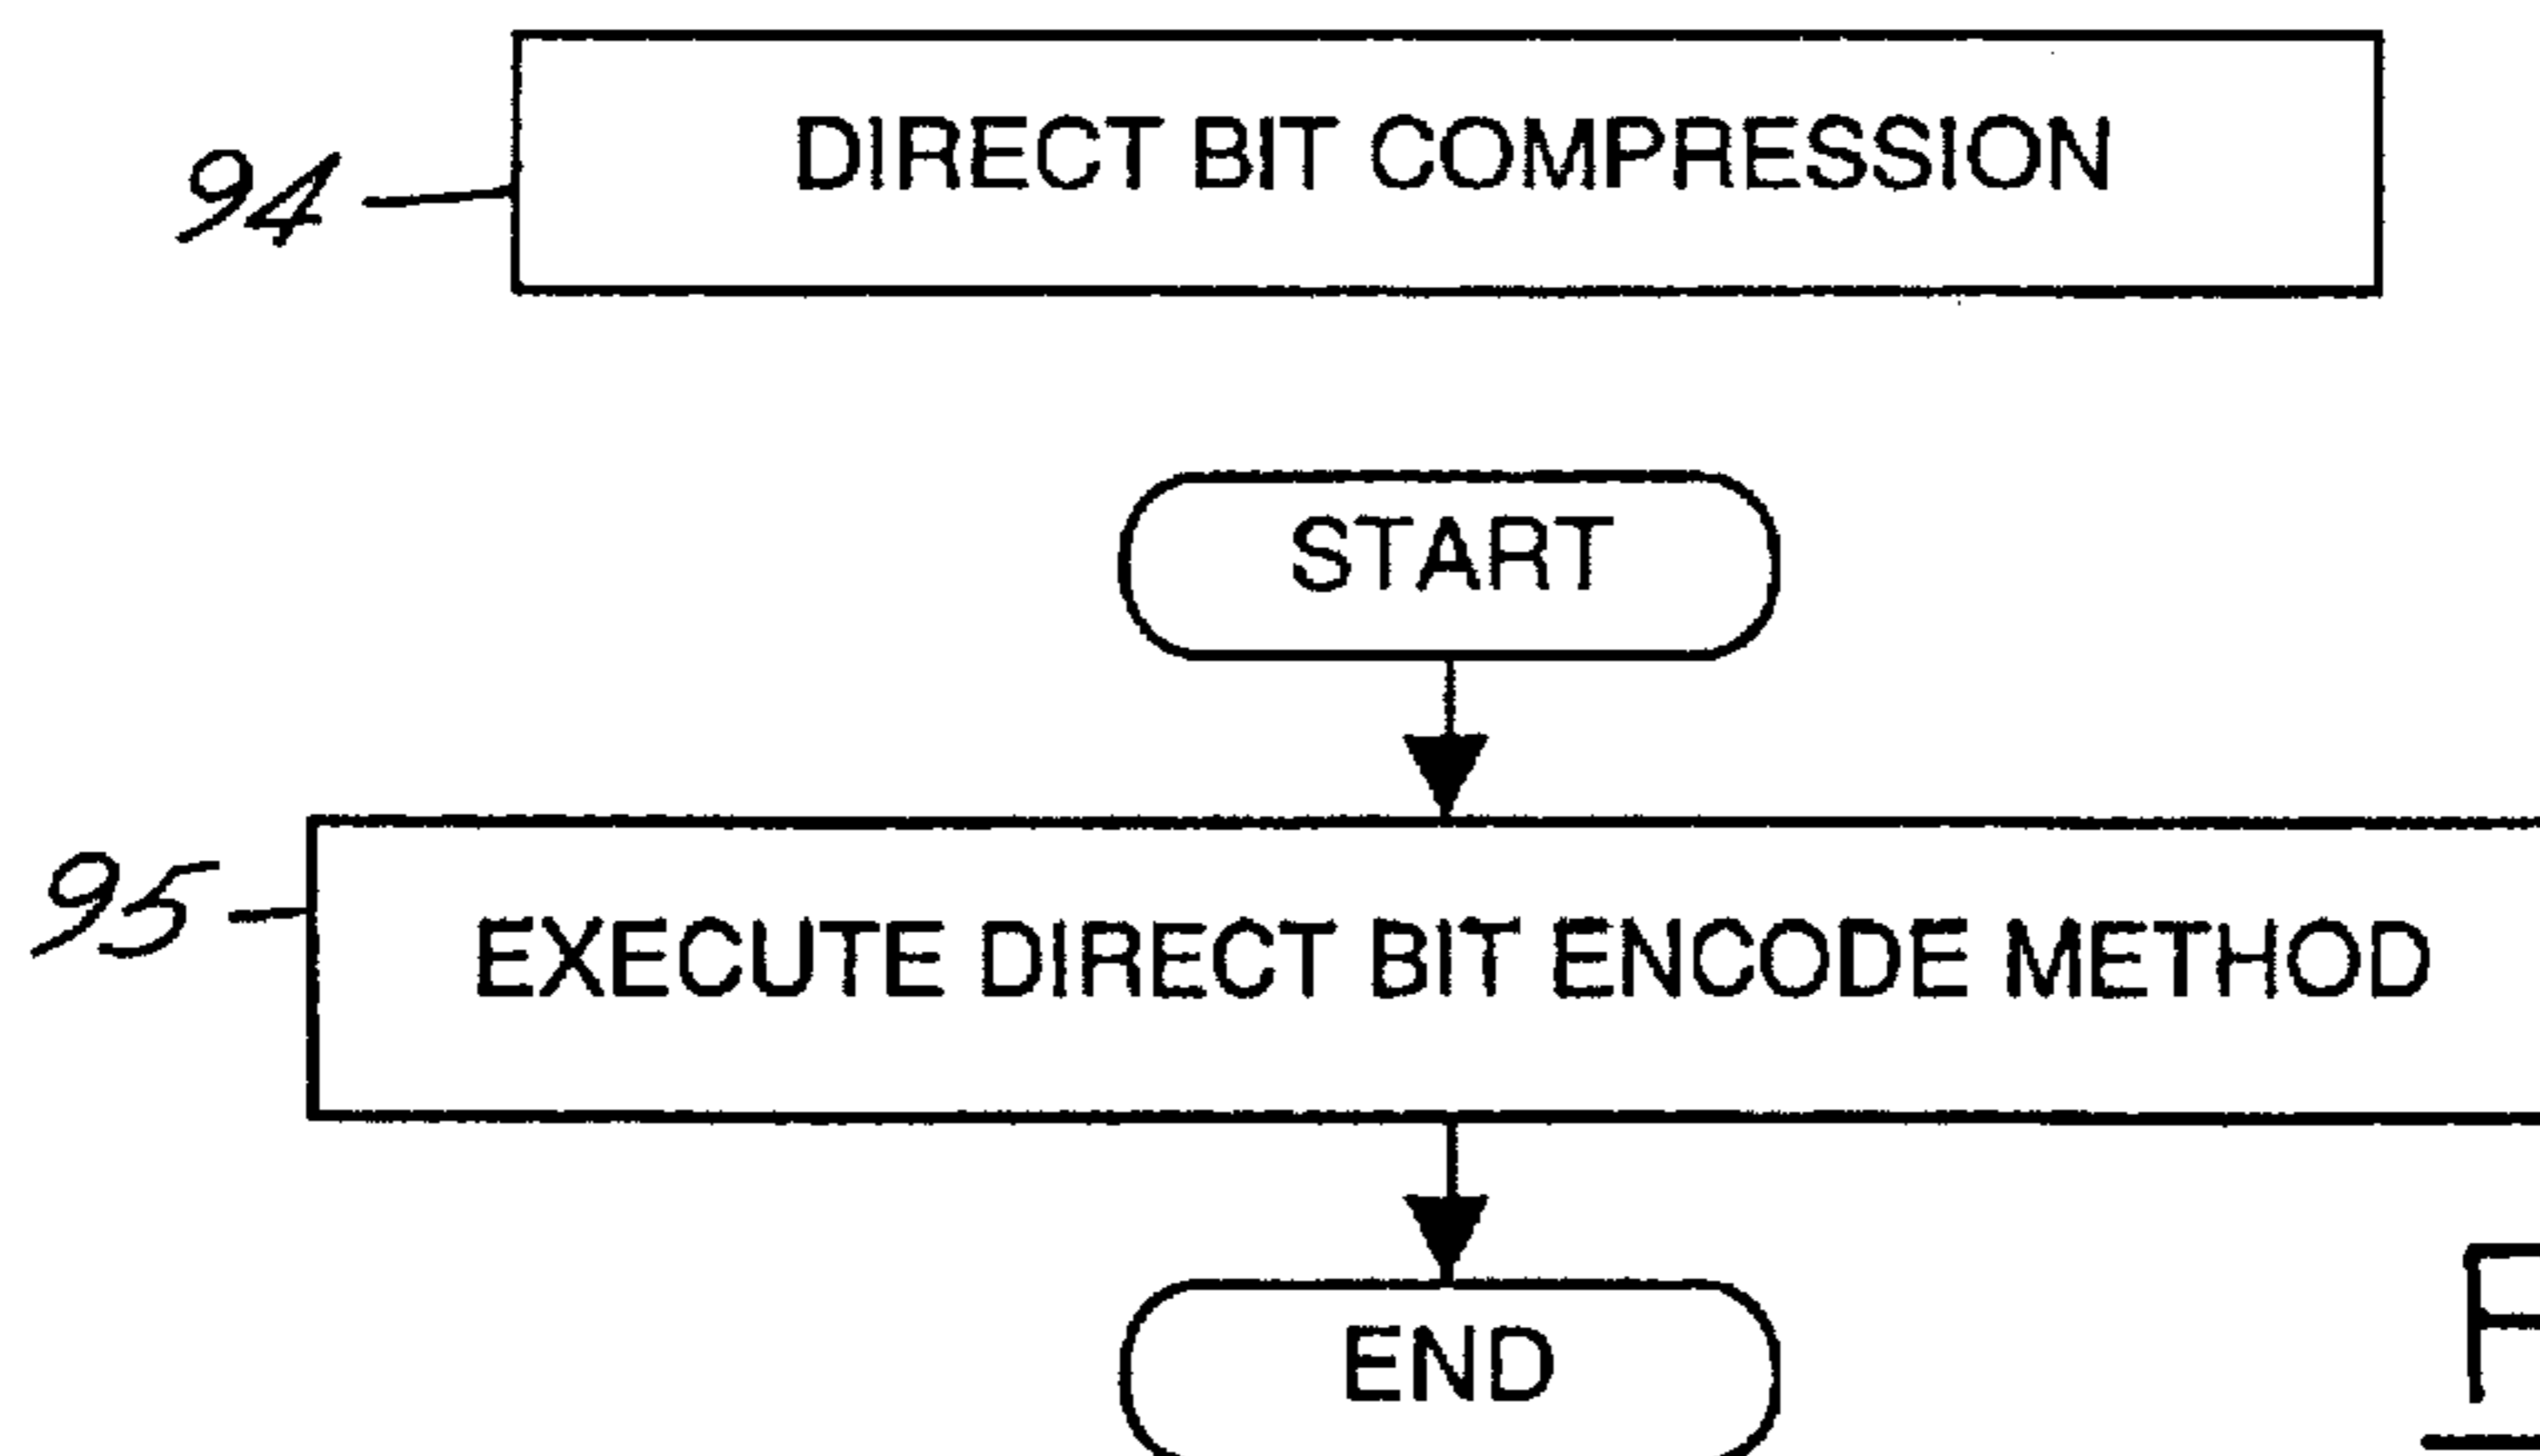 DIRECT BIT COMPRESSION
94
START
95
EXECUTE DIRECT BIT ENCODE METHOD
END
F